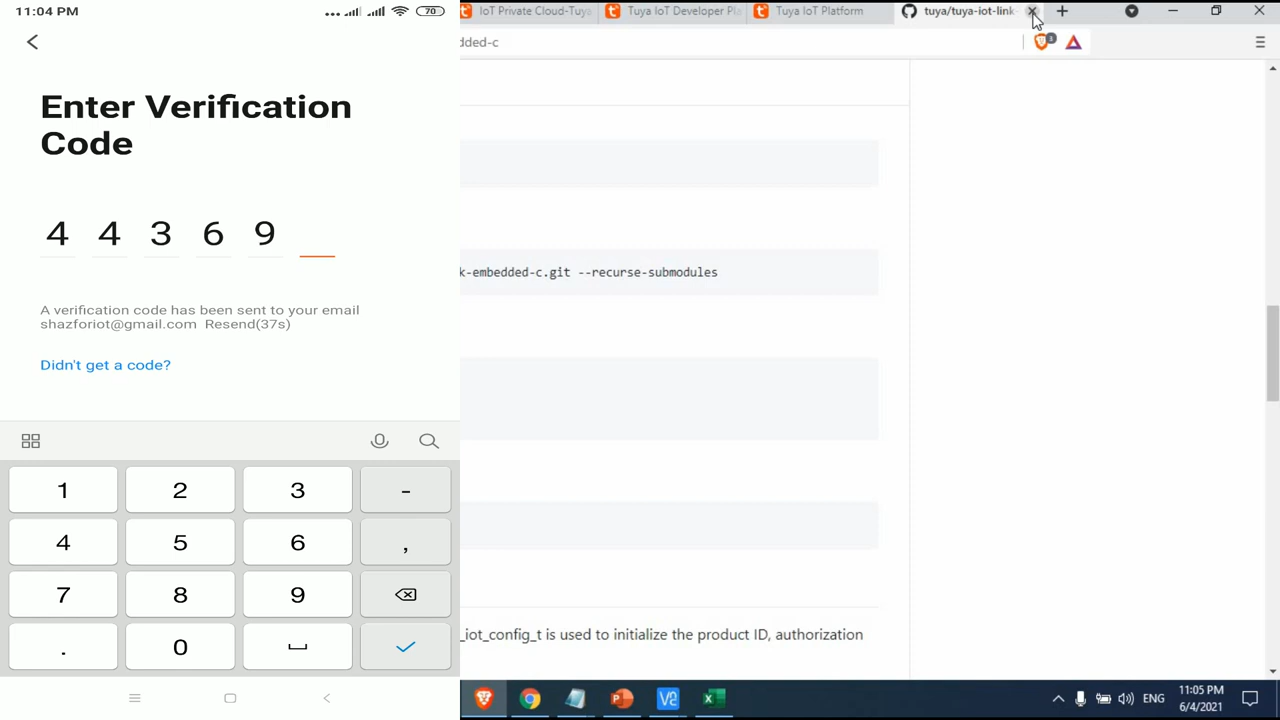 11:04 PM
70
Enter Verification
Code
4 4 3 6 9
A verification code has been sent to your email
shazforiot@gmail.com Resend(37s)
Didn't get a code?
1 2 3 -
4 5 6 ,
7 8 9
. 0
IoT Private Cloud-Tuya
Tuya IoT Developer Pl
Tuya IoT Platform
tuya/tuya-iot-link-
dded-c
3
k-embedded-c.git --recurse-submodules
_iot_config_t is used to initialize the product ID, authorization
ENG
11:05 PM
6/4/2021